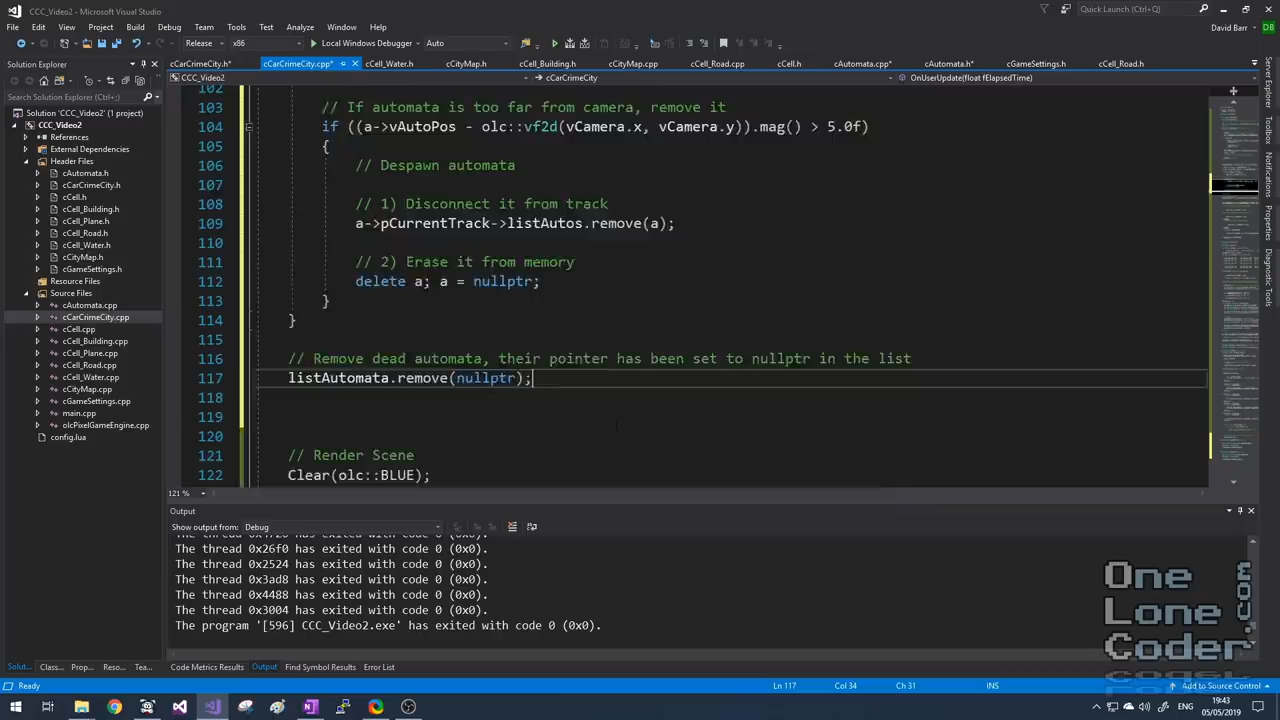 CCC_Video2 - Microsoft Visual Studio
Quick Launch (Ctrl+Q)
File Edit View Project Build Debug Team Tools Test Analyze Window Help
David Barr DB
Release x86 Local Windows Debugger Auto
Solution Explorer
cCarCrimeCity.h* cCarCrimeCity.cpp* cCell_Water.h cCityMap.h cCell_Building.h cCityMap.cpp cCell_Road.cpp cCell.h cAutomata.cpp* cAutomata.h* cGameSettings.h cCell_Road.h
CCC_Video2 cCarCrimeCity OnUserUpdate(float fElapsedTime)
Search Solution Explorer (Ctrl+;)
Solution 'CCC_Video2' (1 project)
CCC_Video2
References
External Dependencies
Header Files
cAutomata.h
cCarCrimeCity.h
cCell.h
cCell_Building.h
cCell_Plane.h
cCell_Road.h
cCell_Water.h
cCityMap.h
cGameSettings.h
Resource Files
Source Files
cAutomata.cpp
cCarCrimeCity.cpp
cCell.cpp
cCell_Building.cpp
cCell_Plane.cpp
cCell_Road.cpp
cCell_Water.cpp
cCityMap.cpp
cGameSettings.cpp
main.cpp
olcPixelGameEngine.cpp
config.lua
102
103 // If automata is too far from camera, remove it
104 if ((a->vAutoPos - olc::vf2d(vCamera.x, vCamera.y)).mag() > 5.0f)
105 {
106 // Despawn automata
107
108 // 1) Disconnect it from track
109 a->pCurrentTrack->listAutos.remove(a);
110
111 // 2) Erase it from memory
112 delete a; a = nullptr;
113 }
114 }
115
116 // Remove dead automata, their pointer has been set to nullptr in the list
117 listAutomata.remove(nullptr);
118
119
120
121 // Render Scene
122 Clear(olc::BLUE);
121 %
Output
Show output from: Debug
The thread 0x26f0 has exited with code 0 (0x0).
The thread 0x2524 has exited with code 0 (0x0).
The thread 0x3ad8 has exited with code 0 (0x0).
The thread 0x4488 has exited with code 0 (0x0).
The thread 0x3004 has exited with code 0 (0x0).
The program '[596] CCC_Video2.exe' has exited with code 0 (0x0).
Solut... Class... Prop... Reso... Tea...
Code Metrics Results Output Find Symbol Results Error List
Server Explorer
Toolbox
Notifications
Properties
Diagnostic Tools
One
Lone
Coder
Ready Ln 117 Col 34 Ch 31 INS Add to Source Control
ENG 19:43
05/05/2019